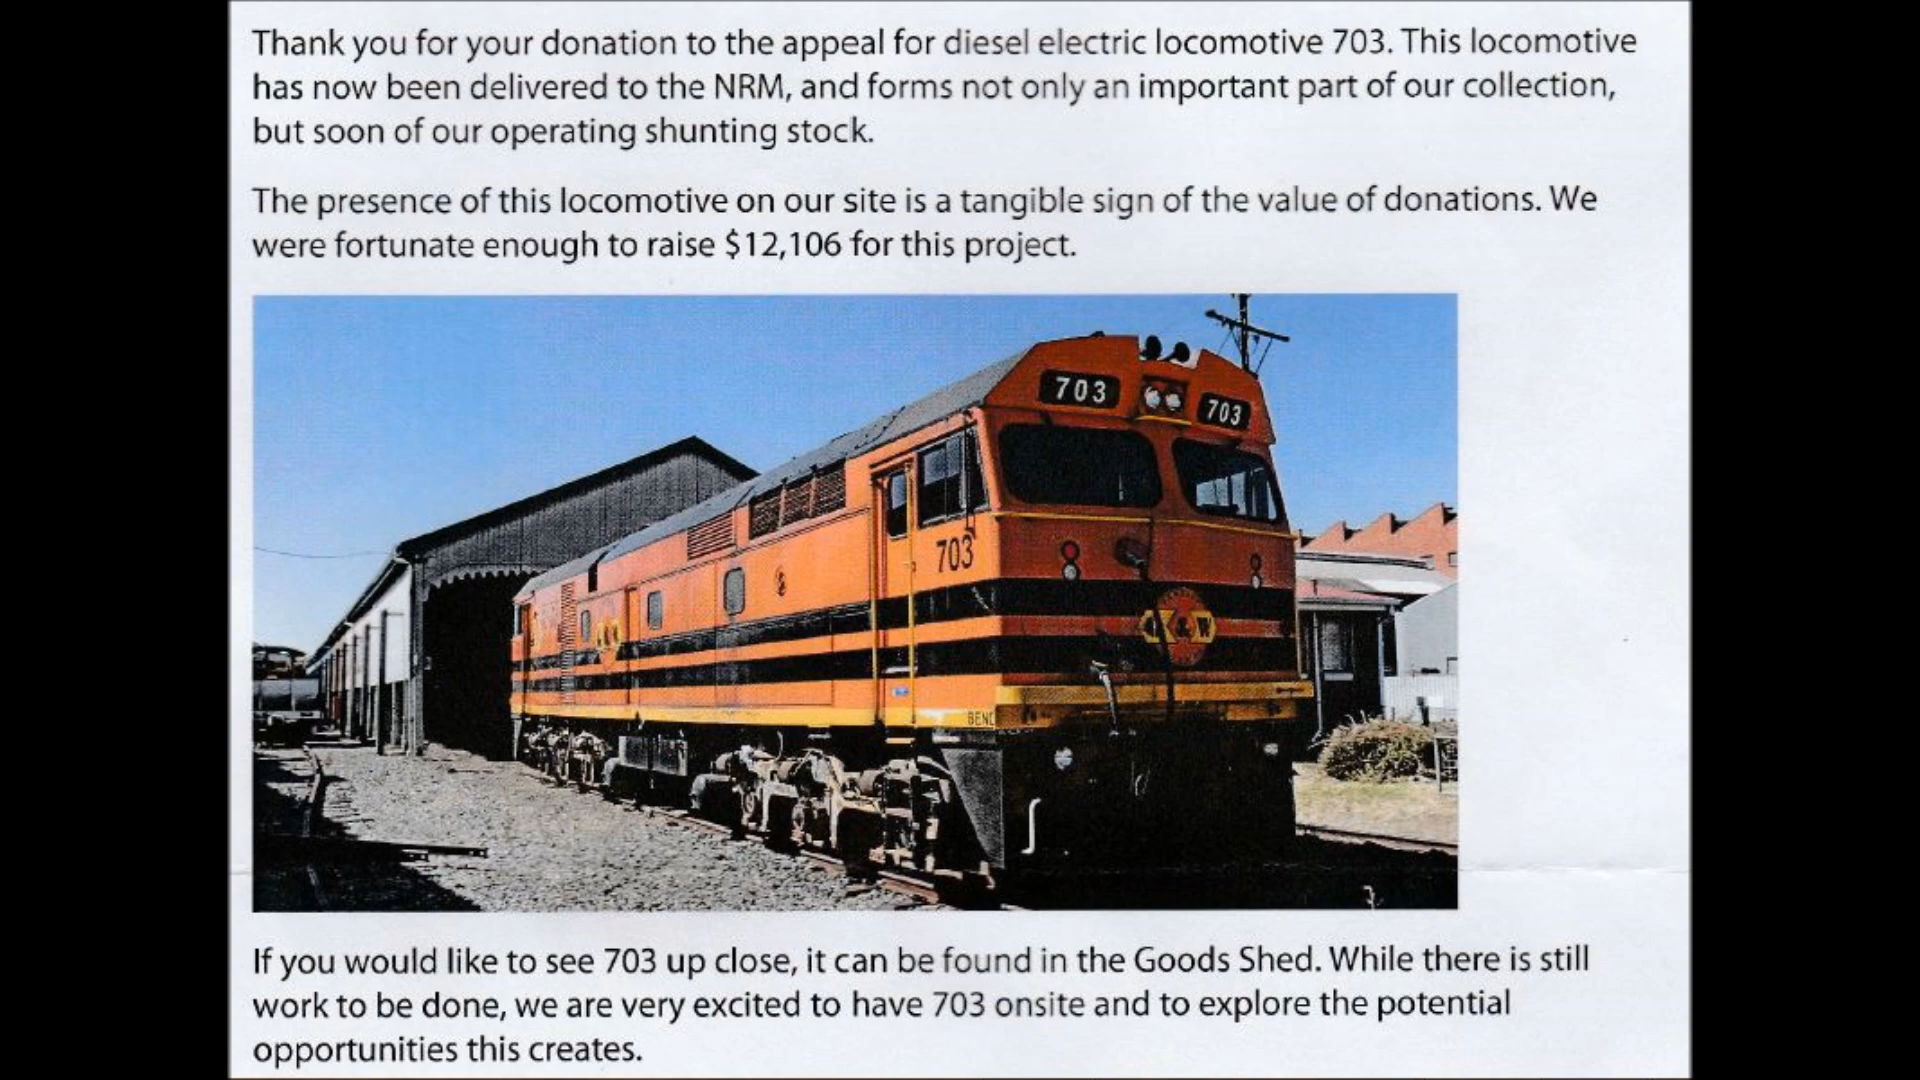 Thank you for your donation to the appeal for diesel electric locomotive 703. This locomotive
has now been delivered to the NRM, and forms not only an important part of our collection,
but soon of our operating shunting stock.
The presence of this locomotive on our site is a tangible sign of the value of donations. We
were fortunate enough to raise $12,106 for this project.
703
703
703
G & W
BEND
If you would like to see 703 up close, it can be found in the Goods Shed. While there is still
work to be done, we are very excited to have 703 onsite and to explore the potential
opportunities this creates.